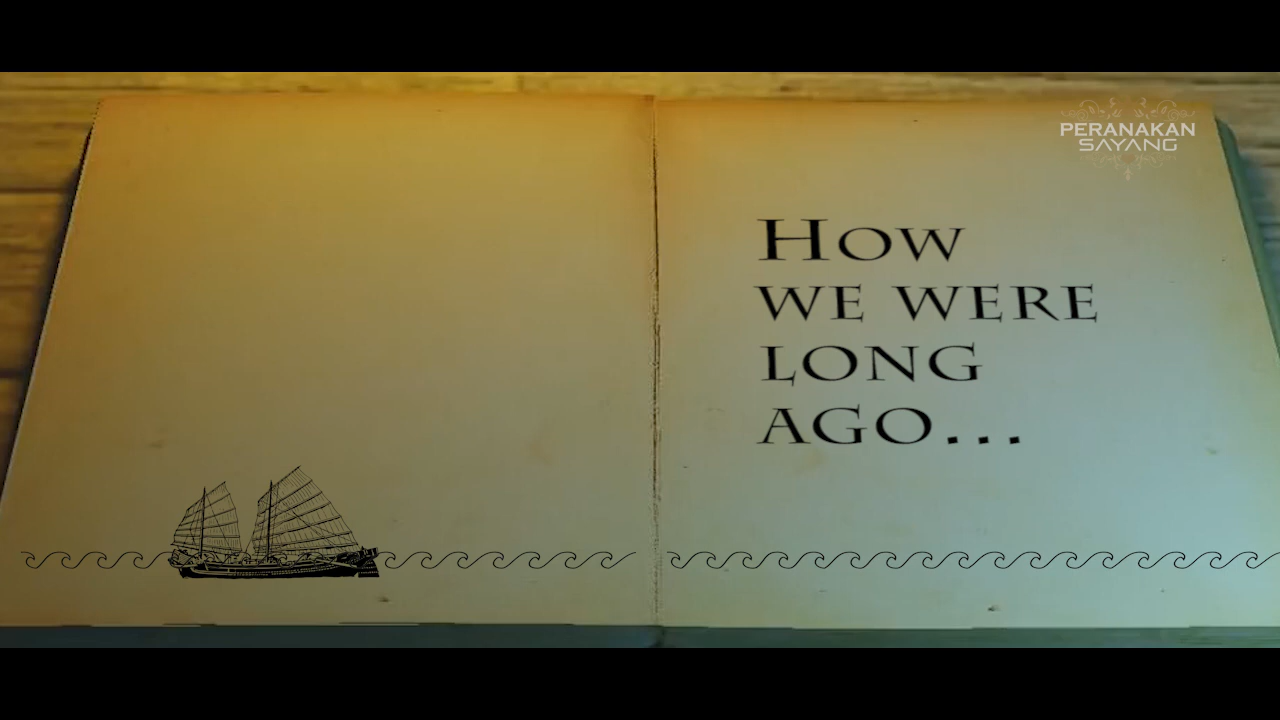 PERANAKAN
SAYANG
HOW
WE WERE
LONG
AGO...